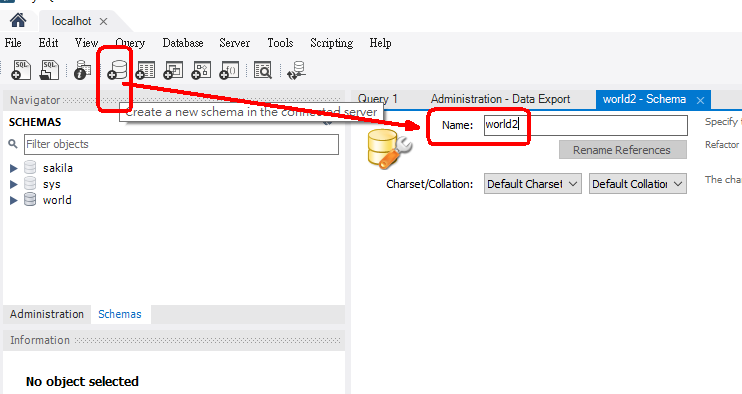 localhot
File Edit View Query Database Server Tools Scripting Help
SQL SQL
Navigator
Query 1 Administration - Data Export world2 - Schema
Create a new schema in the connected server
SCHEMAS
Name: world2
Specify
Filter objects
Rename References
Refactor
sakila
sys
Charset/Collation: Default Charset Default Collation
The cha
world
Administration Schemas
Information
No object selected